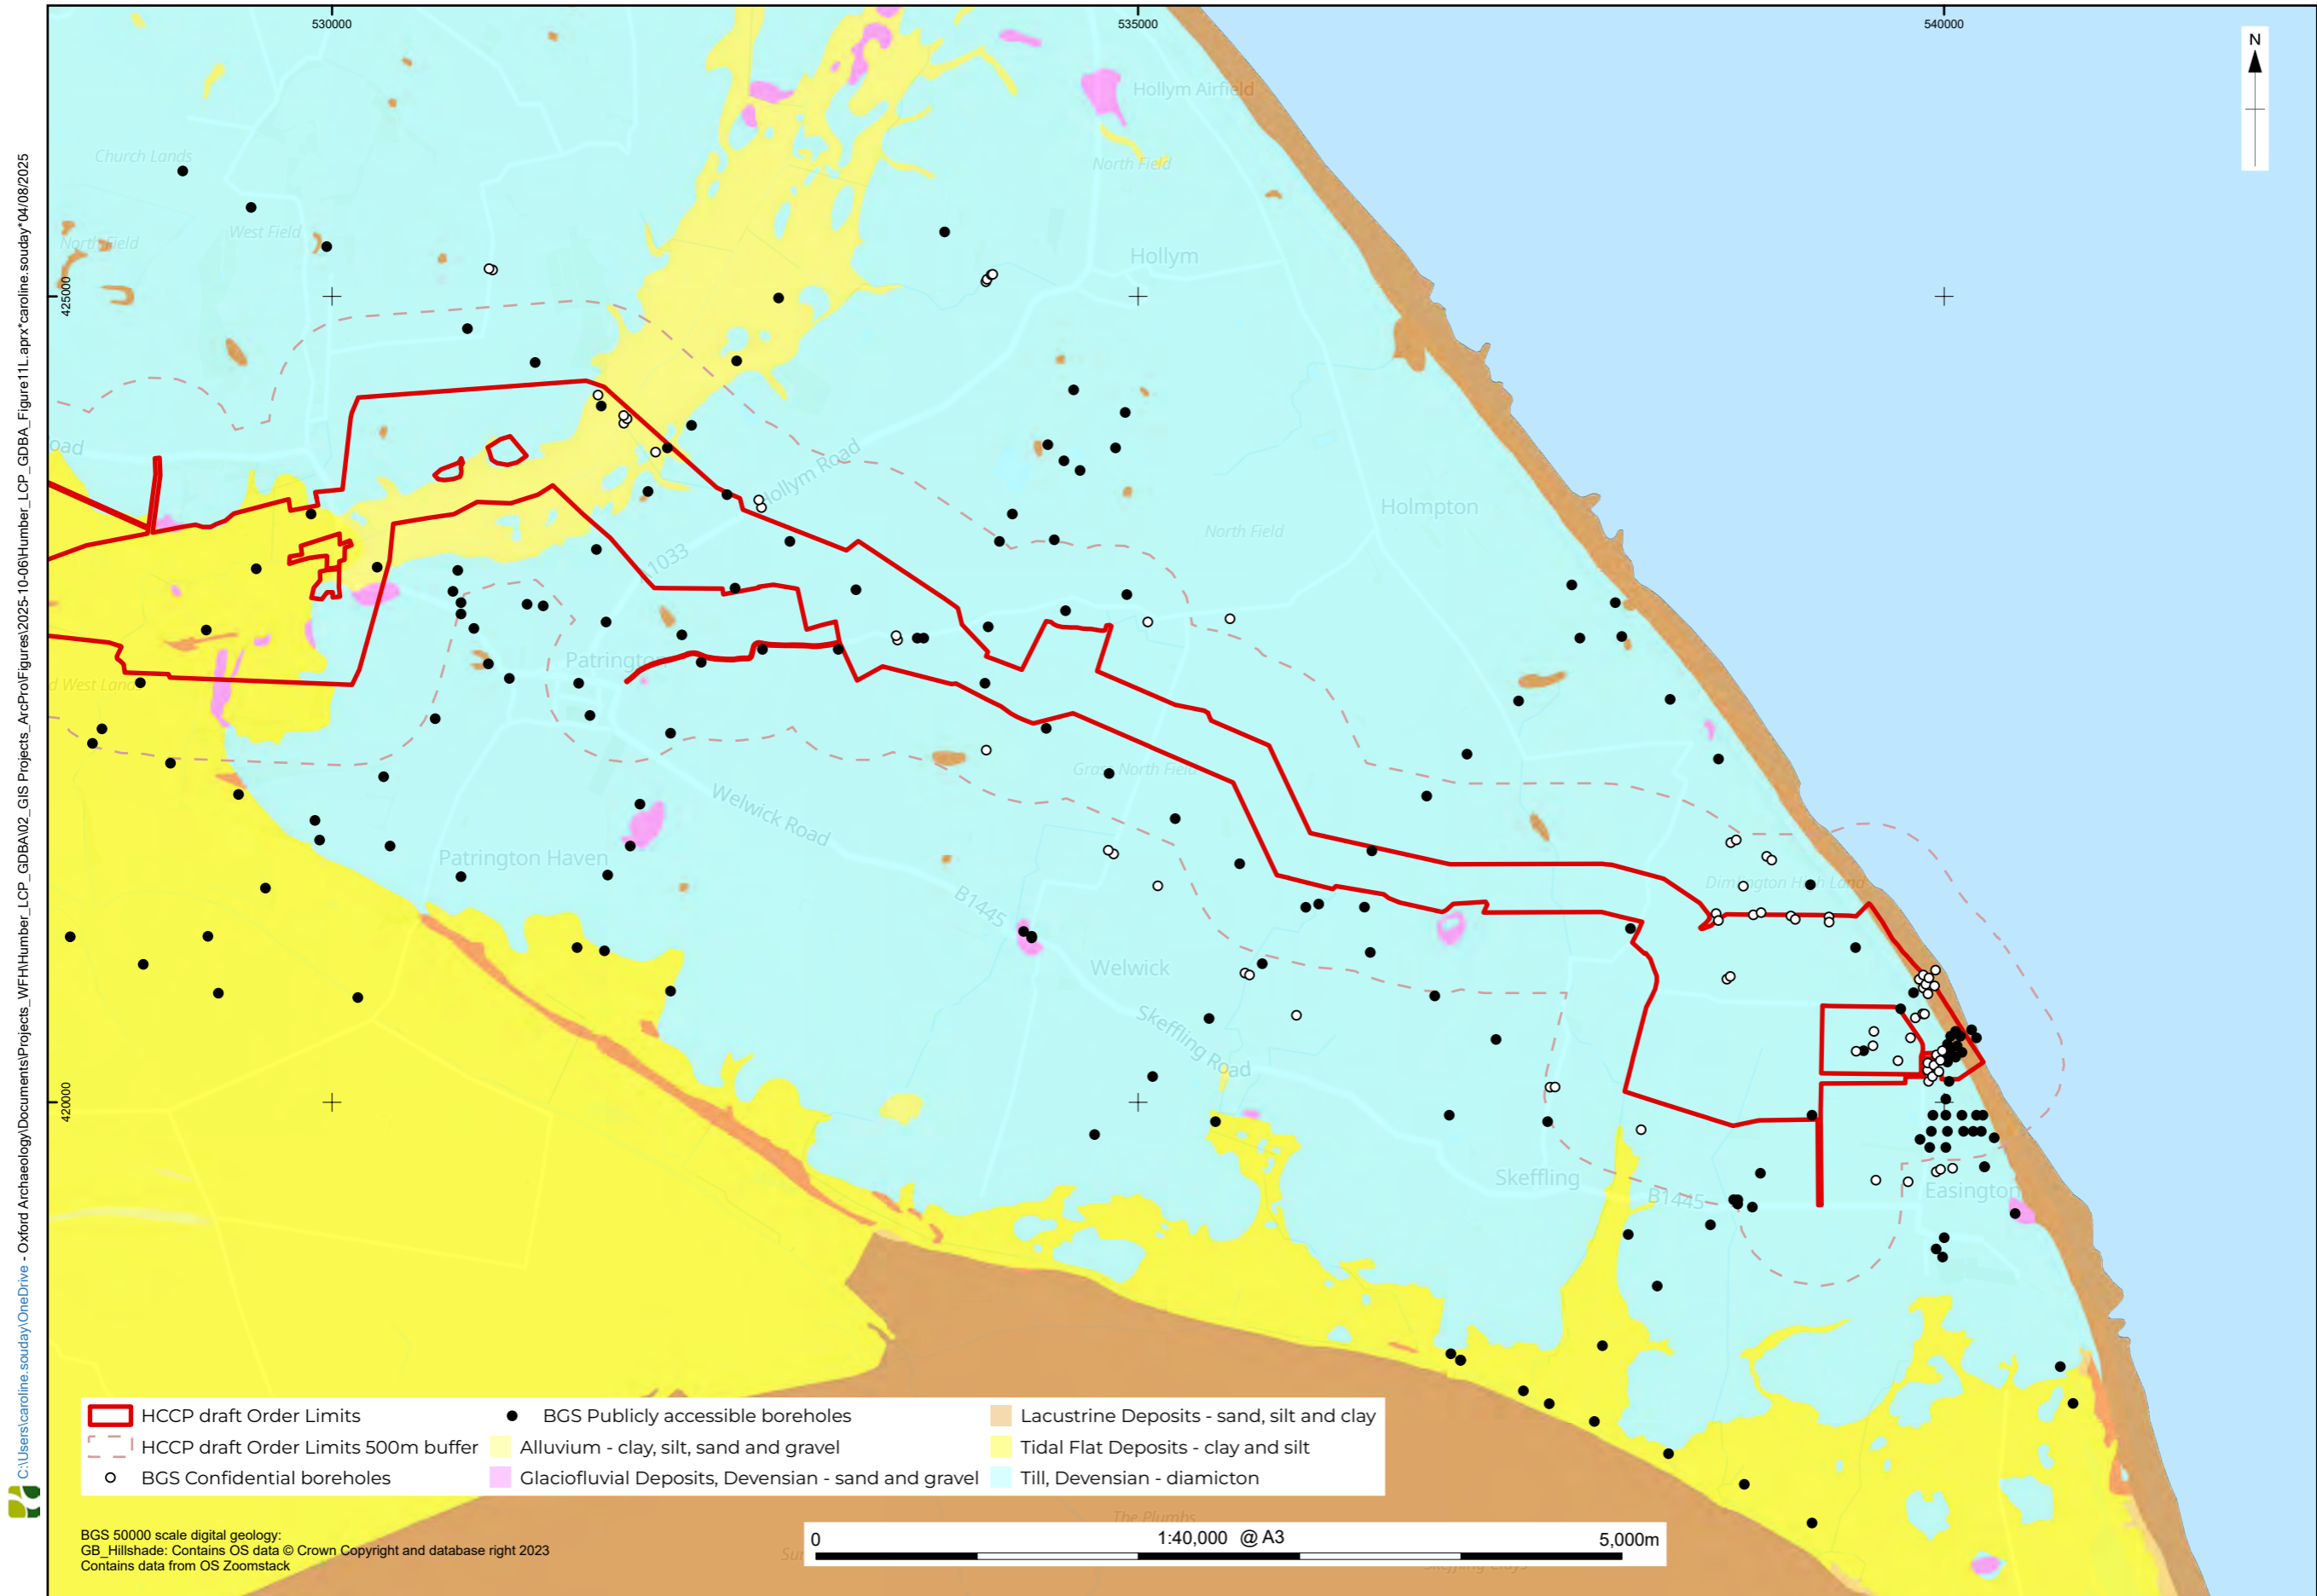 530000
535000
540000
N
Hollym Airfield
Church Lands
North Field
West Field
North Field
Hollym
425000
Hollym Road
Holmpton
North Field
A1033
Patrington
Grass North Field
Welwick Road
Patrington Haven
B1445
Dimlington High Land
Welwick
Skeffling Road
420000
Skeffling
B1445
Easington
HCCP draft Order Limits
HCCP draft Order Limits 500m buffer
BGS Confidential boreholes
BGS Publicly accessible boreholes
Alluvium - clay, silt, sand and gravel
Glaciofluvial Deposits, Devensian - sand and gravel
Lacustrine Deposits - sand, silt and clay
Tidal Flat Deposits - clay and silt
Till, Devensian - diamicton
The Plumbs
0 1:40,000 @ A3 5,000m
BGS 50000 scale digital geology:
GB_Hillshade: Contains OS data © Crown Copyright and database right 2023
Contains data from OS Zoomstack
C:\Users\caroline.souday\OneDrive - Oxford Archaeology\Documents\Projects_WFH\Humber_LCP_GDBA\02_GIS Projects_ArcPro\Figures\2025-10-06\Humber_LCP_GDBA_Figure11L.aprx*caroline.souday*04/08/2025